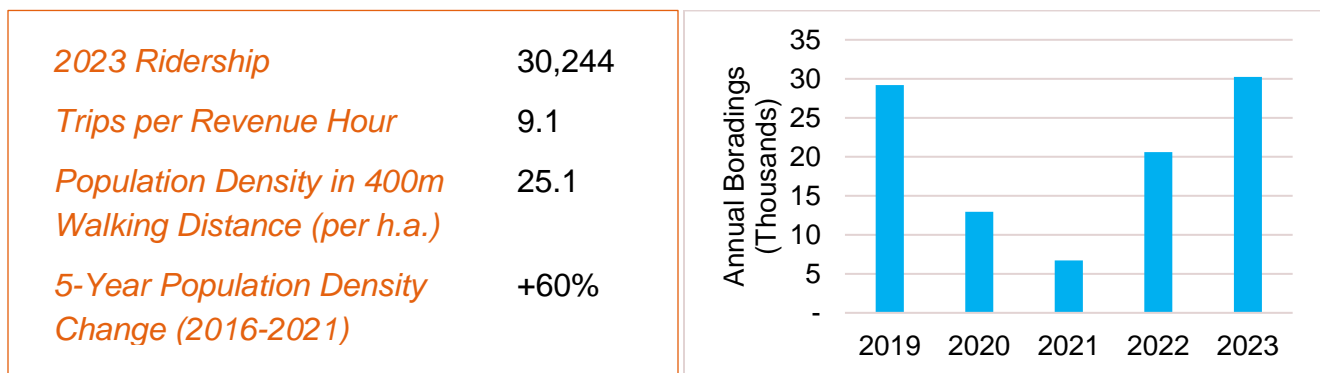 2023 Ridership 30,244
Trips per Revenue Hour 9.1
Population Density in 400m 25.1
Walking Distance (per h.a.)
5-Year Population Density +60%
Change (2016-2021)
Annual Boradings
(Thousands)
35
30
25
20
15
10
5
-
2019 2020 2021 2022 2023